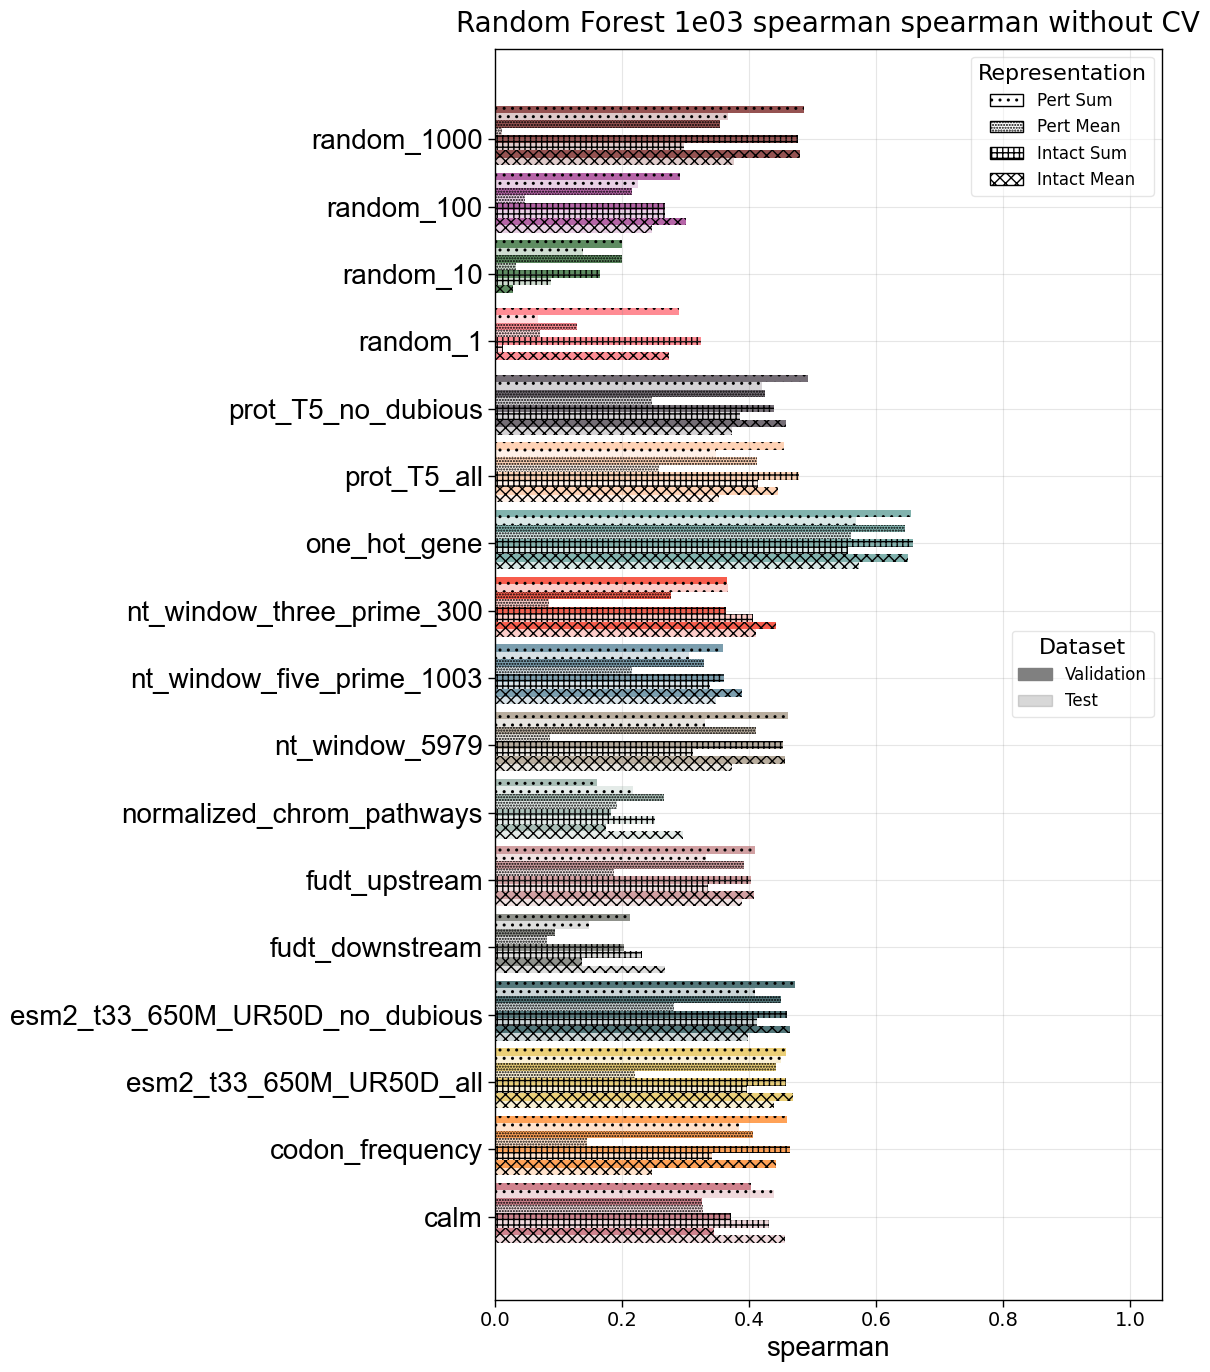 Random Forest 1e03 spearman spearman without CV
Representation
Pert Sum
Pert Mean
Intact Sum
Intact Mean
random_1000
random_100
random_10
random_1
prot_T5_no_dubious
prot_T5_all
one_hot_gene
nt_window_three_prime_300
nt_window_five_prime_1003
nt_window_5979
normalized_chrom_pathways
fudt_upstream
fudt_downstream
esm2_t33_650M_UR50D_no_dubious
esm2_t33_650M_UR50D_all
codon_frequency
calm
Dataset
Validation
Test
0.0 0.2 0.4 0.6 0.8 1.0
spearman